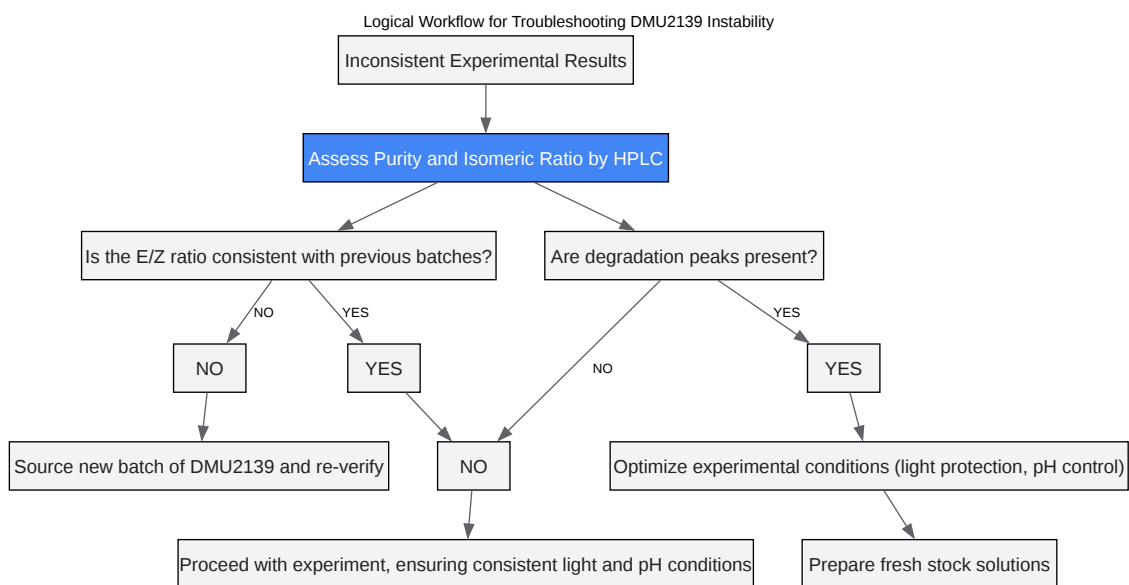 Logical Workflow for Troubleshooting DMU2139 Instability
Inconsistent Experimental Results
Assess Purity and Isomeric Ratio by HPLC
Is the E/Z ratio consistent with previous batches?
Are degradation peaks present?
NO
YES
YES
NO
NO
YES
YES
Source new batch of DMU2139 and re-verify
NO
Optimize experimental conditions (light protection, pH control)
Proceed with experiment, ensuring consistent light and pH conditions
Prepare fresh stock solutions